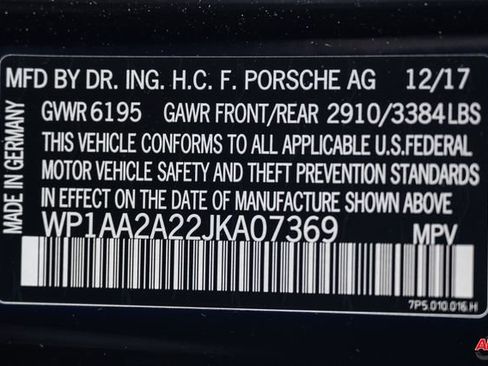 MFD BY DR. ING. H.C. F. PORSCHE AG 12/17
GWVR 6195 GAWR FRONT/REAR 2910/3384 LBS
THIS VEHICLE CONFORMS TO ALL APPLICABLE U.S.FEDERAL
MOTOR VEHICLE SAFETY AND THEFT PREVENTION STANDARDS
IN EFFECT ON THE DATE OF MANUFACTURE SHOWN ABOVE
WP1AA2A22JKA07369 MPV
7P5.010.016.H
MADE IN GERMANY